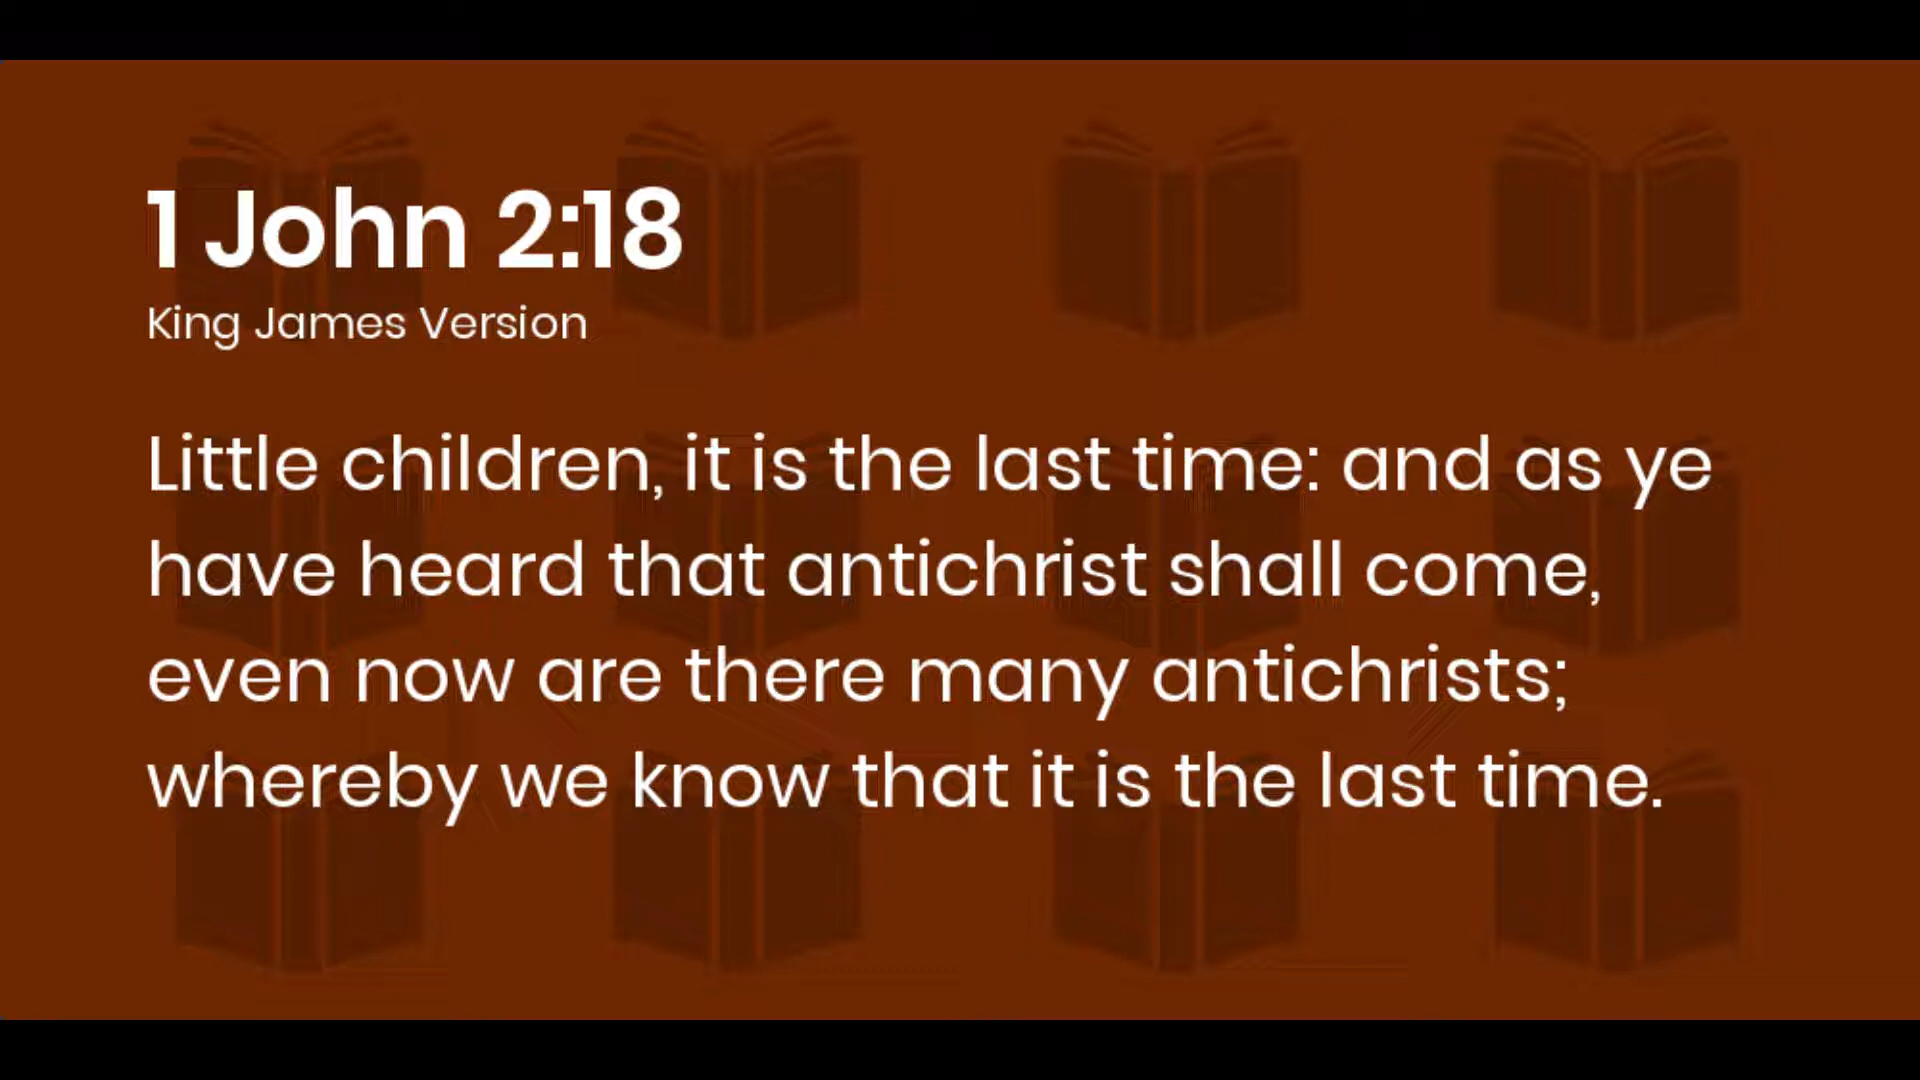 1 John 2:18
King James Version
Little children, it is the last time: and as ye
have heard that antichrist shall come,
even now are there many antichrists;
whereby we know that it is the last time.